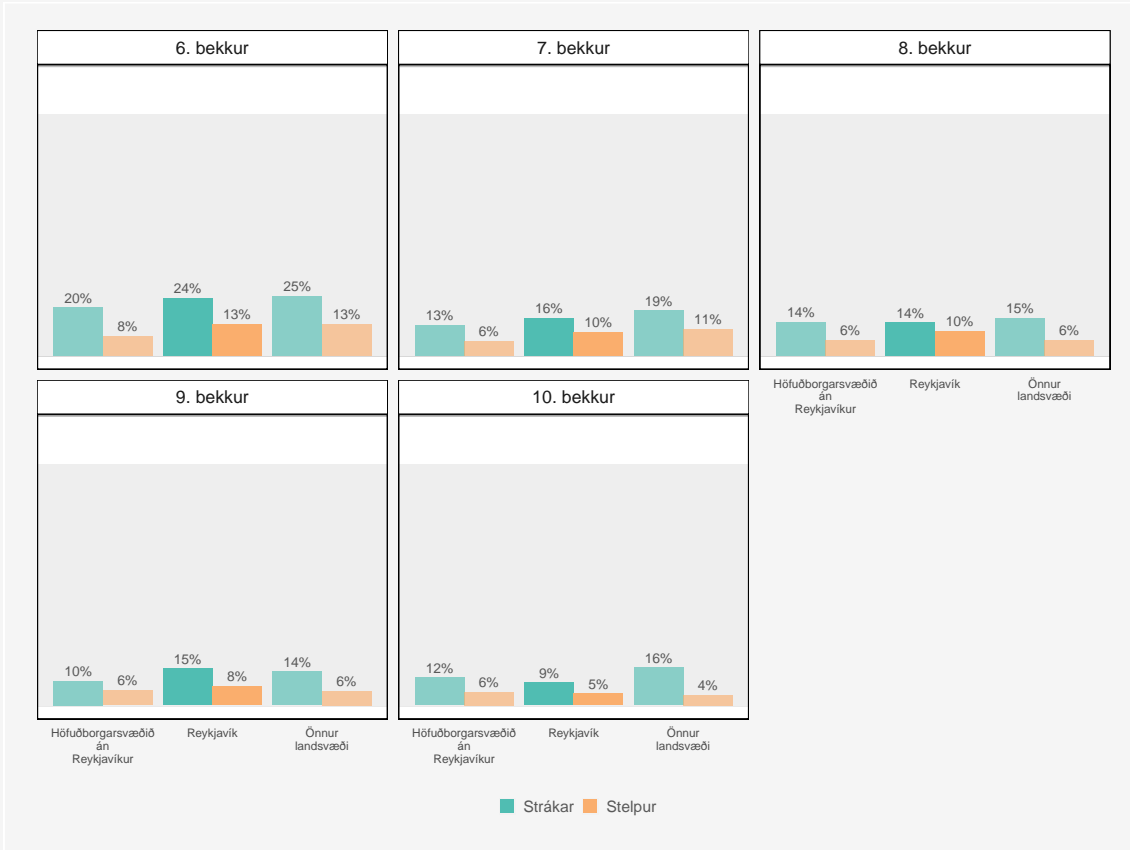 6. bekkur
7. bekkur
8. bekkur
20%
8%
24%
13%
25%
13%
13%
6%
16%
10%
19%
11%
14%
6%
14%
10%
15%
6%
Höfuðborgarsvæðið
án
Reykjavíkur
Reykjavík
Önnur
landsvæði
9. bekkur
10. bekkur
10%
6%
15%
8%
14%
6%
12%
6%
9%
5%
16%
4%
Höfuðborgarsvæðið
án
Reykjavíkur
Reykjavík
Önnur
landsvæði
Höfuðborgarsvæðið
án
Reykjavíkur
Reykjavík
Önnur
landsvæði
Strákar
Stelpur